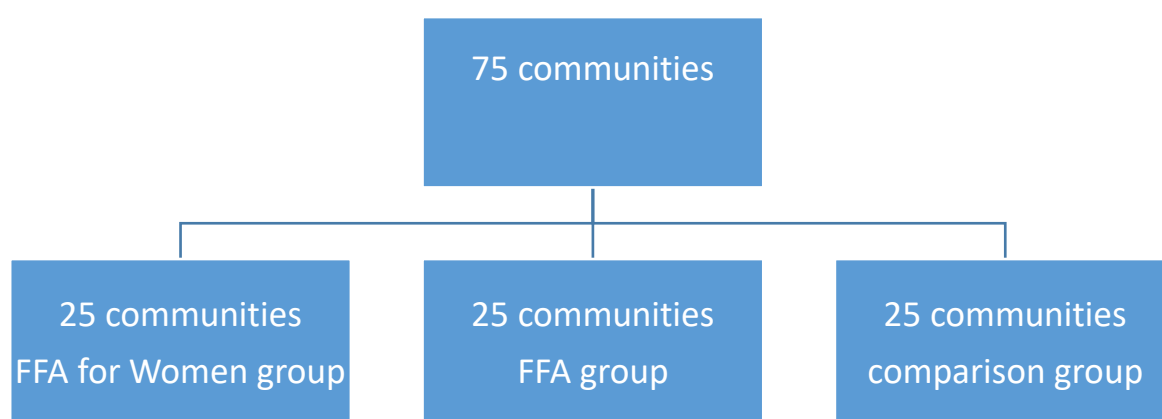 75 communities
25 communities
FFA for Women group
25 communities
FFA group
25 communities
comparison group